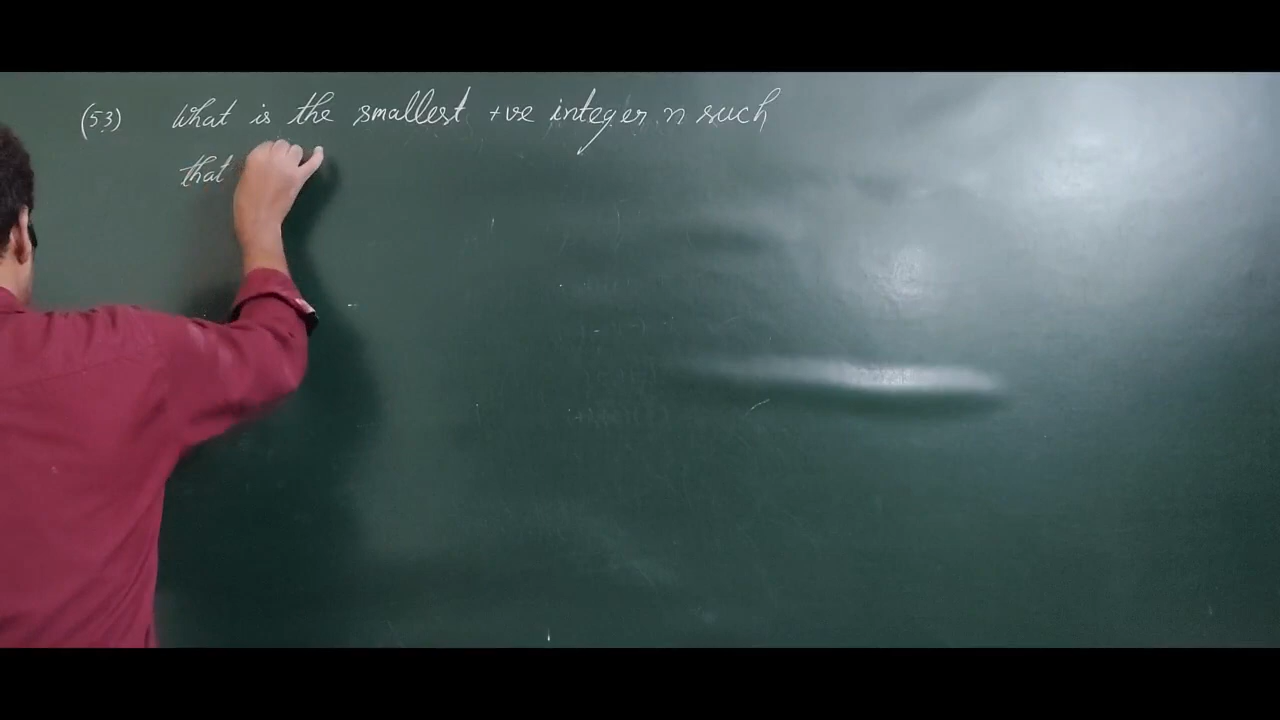 (53) What is the smallest +ve integer n such
that